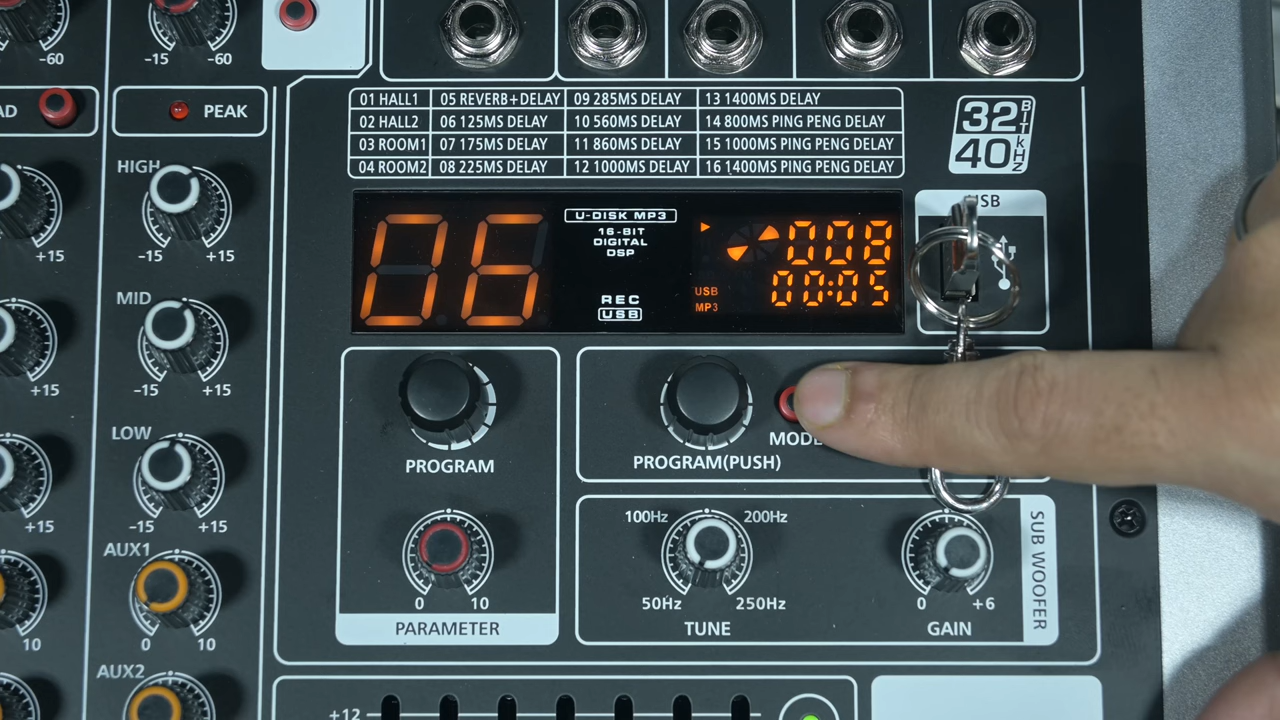 -60
-15 -60
AD
PEAK
01 HALL1 05 REVERB+DELAY 09 285MS DELAY 13 1400MS DELAY
02 HALL2 06 125MS DELAY 10 560MS DELAY 14 800MS PING PENG DELAY
03 ROOM1 07 175MS DELAY 11 860MS DELAY 15 1000MS PING PENG DELAY
04 ROOM2 08 225MS DELAY 12 1000MS DELAY 16 1400MS PING PENG DELAY
32 BIT
40 kHz
HIGH
+15
-15 +15
06
U-DISK MP3
16-BIT
DIGITAL
DSP
REC
USB
008
00:05
USB
MP3
USB
MID
+15
-15 +15
PROGRAM
PROGRAM(PUSH)
MODE
LOW
+15
-15 +15
AUX1
10
0 10
0 10
PARAMETER
100Hz 200Hz
50Hz 250Hz
TUNE
0 +6
GAIN
SUB WOOFER
AUX2
+12